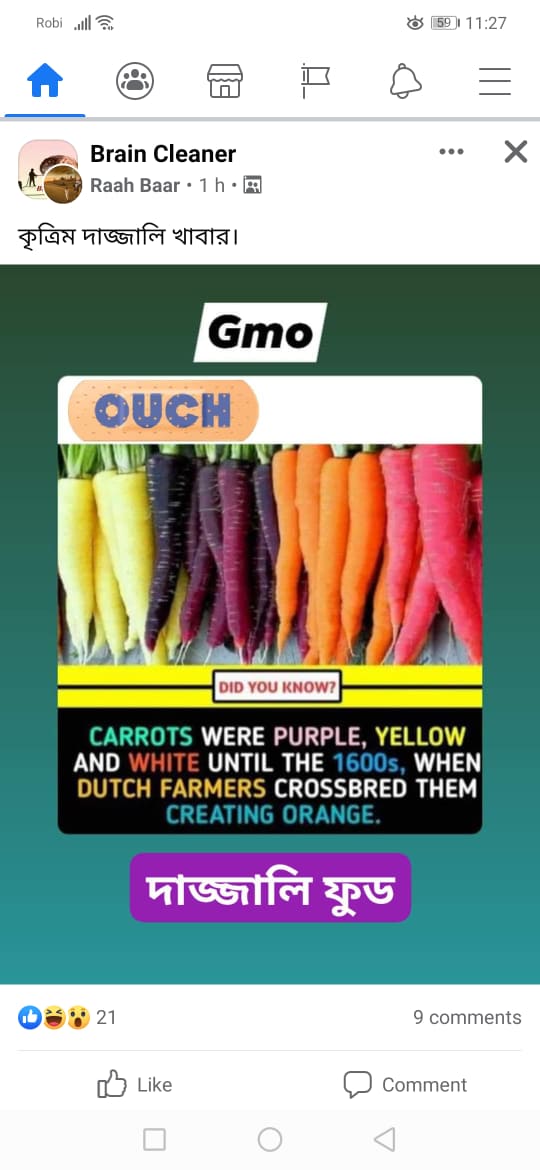 Robi 59 11:27
Brain Cleaner
Raah Baar • 1 h •
কৃত্রিম দাজ্জালি খাবার।
Gmo
OUCH
DID YOU KNOW?
CARROTS WERE PURPLE, YELLOW
AND WHITE UNTIL THE 1600s, WHEN
DUTCH FARMERS CROSSBRED THEM
CREATING ORANGE.
দাজ্জালি ফুড
21 9 comments
Like Comment